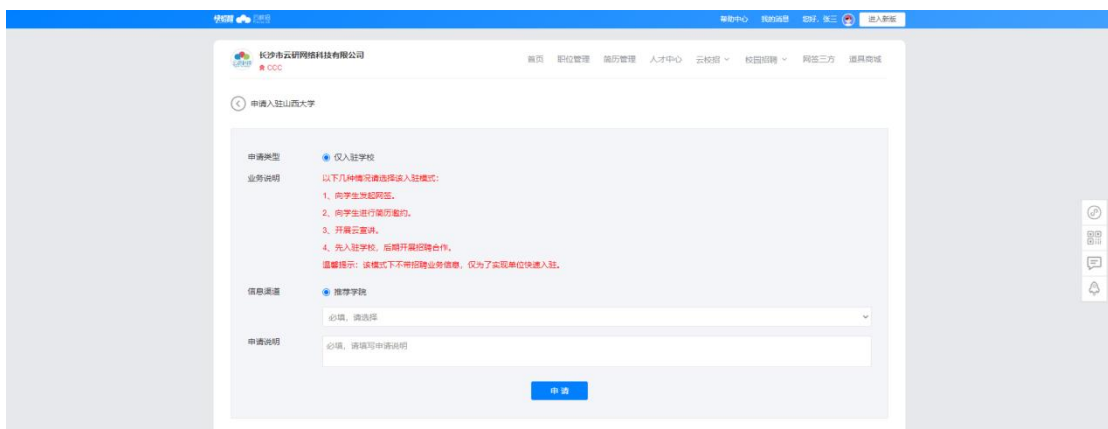 快招聘 云就业
帮助中心 我的消息 您好，张三 进入新版
长沙市云研网络科技有限公司
CCC
首页 职位管理 简历管理 人才中心 云校招 校园招聘 网签三方 道具商城
申请入驻山西大学
申请类型 仅入驻学校
业务说明 以下几种情况请选择该入驻模式：
1、向学生发起网签。
2、向学生进行简历邀约。
3、开展云宣讲。
4、先入驻学校，后期开展招聘合作。
温馨提示：该模式下不带招聘业务信息，仅为了实现单位快速入驻。
信息渠道 推荐学院
必填，请选择
申请说明 必填，请填写申请说明
申 请